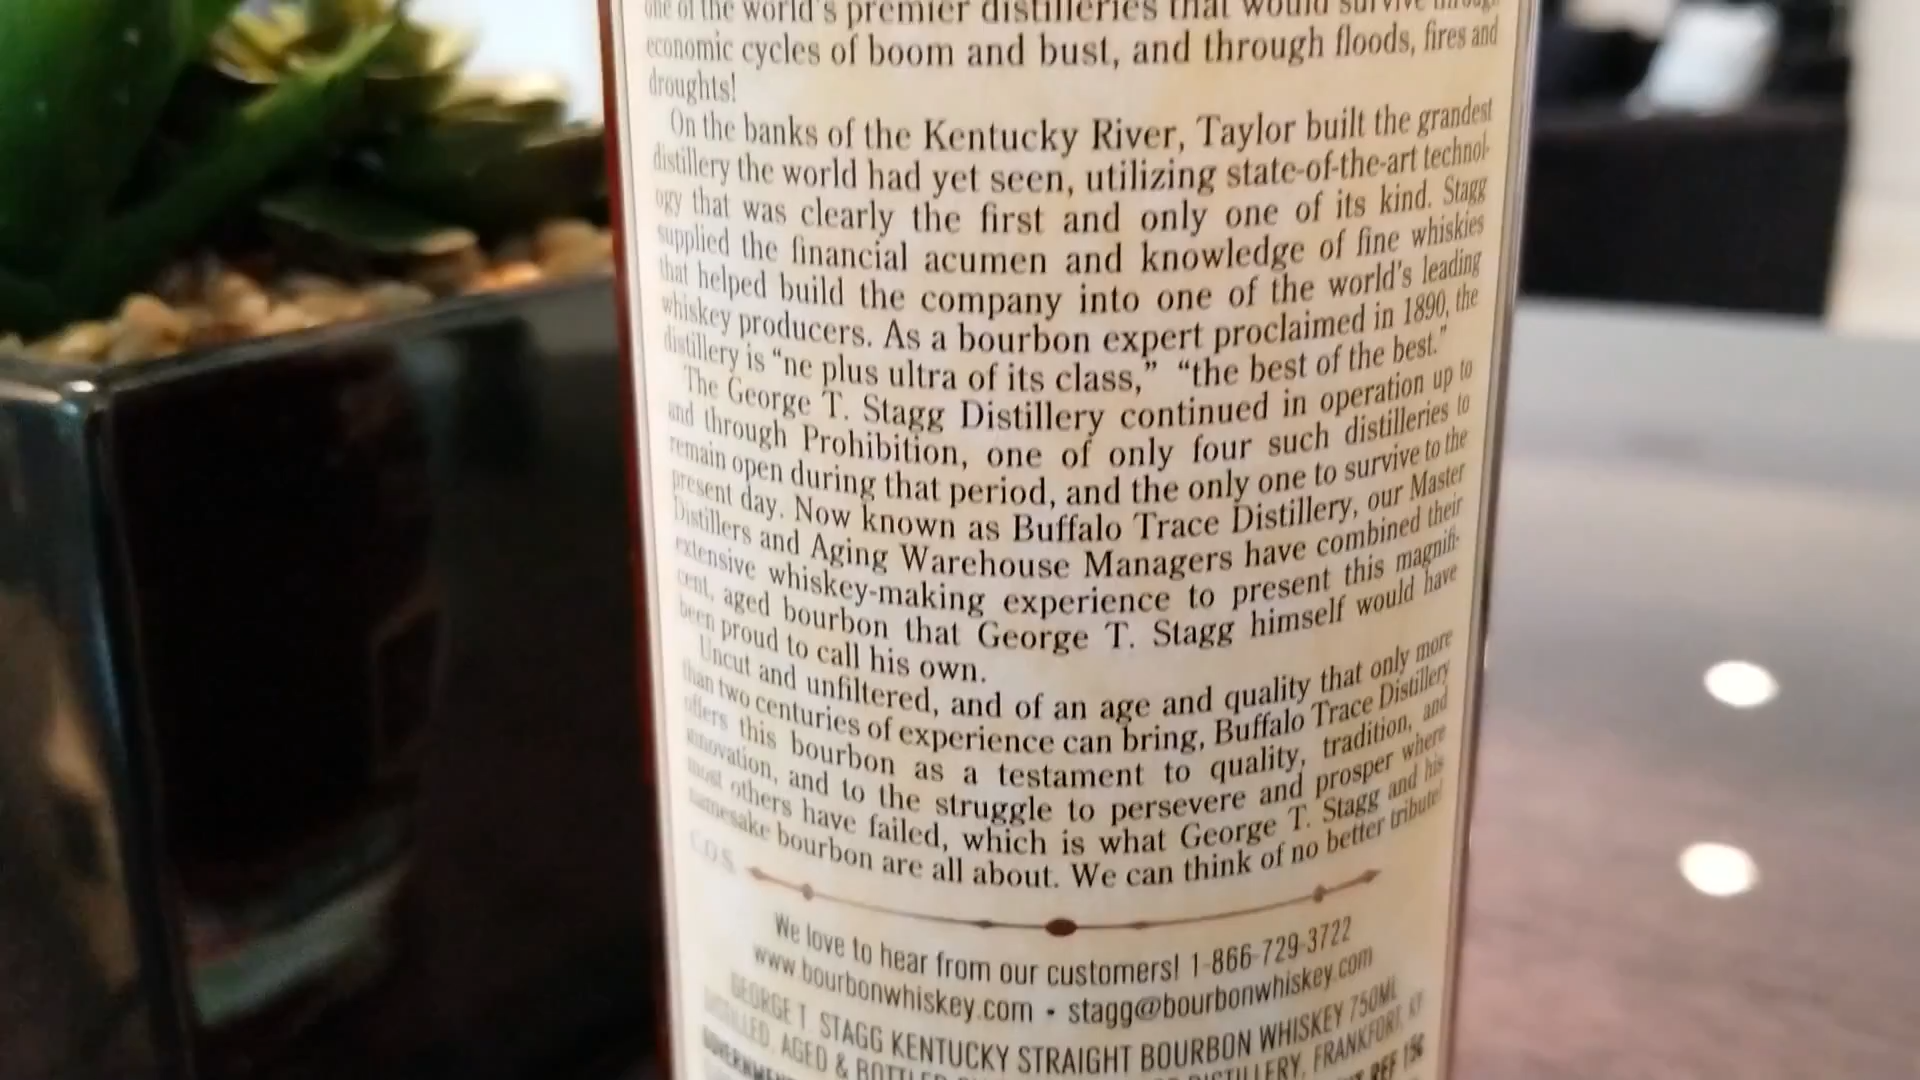 one of the world's premier distilleries that would survive through
economic cycles of boom and bust, and through floods, fires and
droughts!
On the banks of the Kentucky River, Taylor built the grandest
distillery the world had yet seen, utilizing state-of-the-art technol-
ogy that was clearly the first and only one of its kind. Stagg
supplied the financial acumen and knowledge of fine whiskies
that helped build the company into one of the world's leading
whiskey producers. As a bourbon expert proclaimed in 1890, the
distillery is “ne plus ultra of its class,” “the best of the best.”
The George T. Stagg Distillery continued in operation up to
and through Prohibition, one of only four such distilleries to
remain open during that period, and the only one to survive to the
present day. Now known as Buffalo Trace Distillery, our Master
Distillers and Aging Warehouse Managers have combined their
extensive whiskey-making experience to present this magnifi-
cent, aged bourbon that George T. Stagg himself would have
been proud to call his own.
Uncut and unfiltered, and of an age and quality that only more
than two centuries of experience can bring, Buffalo Trace Distillery
offers this bourbon as a testament to quality, tradition, and
innovation, and to the struggle to persevere and prosper where
most others have failed, which is what George T. Stagg and his
namesake bourbon are all about. We can think of no better tribute!
We love to hear from our customers! 1-866-729-3722
www.bourbonwhiskey.com • stagg@bourbonwhiskey.com
GEORGE T. STAGG KENTUCKY STRAIGHT BOURBON WHISKEY 750ML
DISTILLED, AGED & BOTTLED DISTILLERY, FRANKFORT, KY
REF 15¢